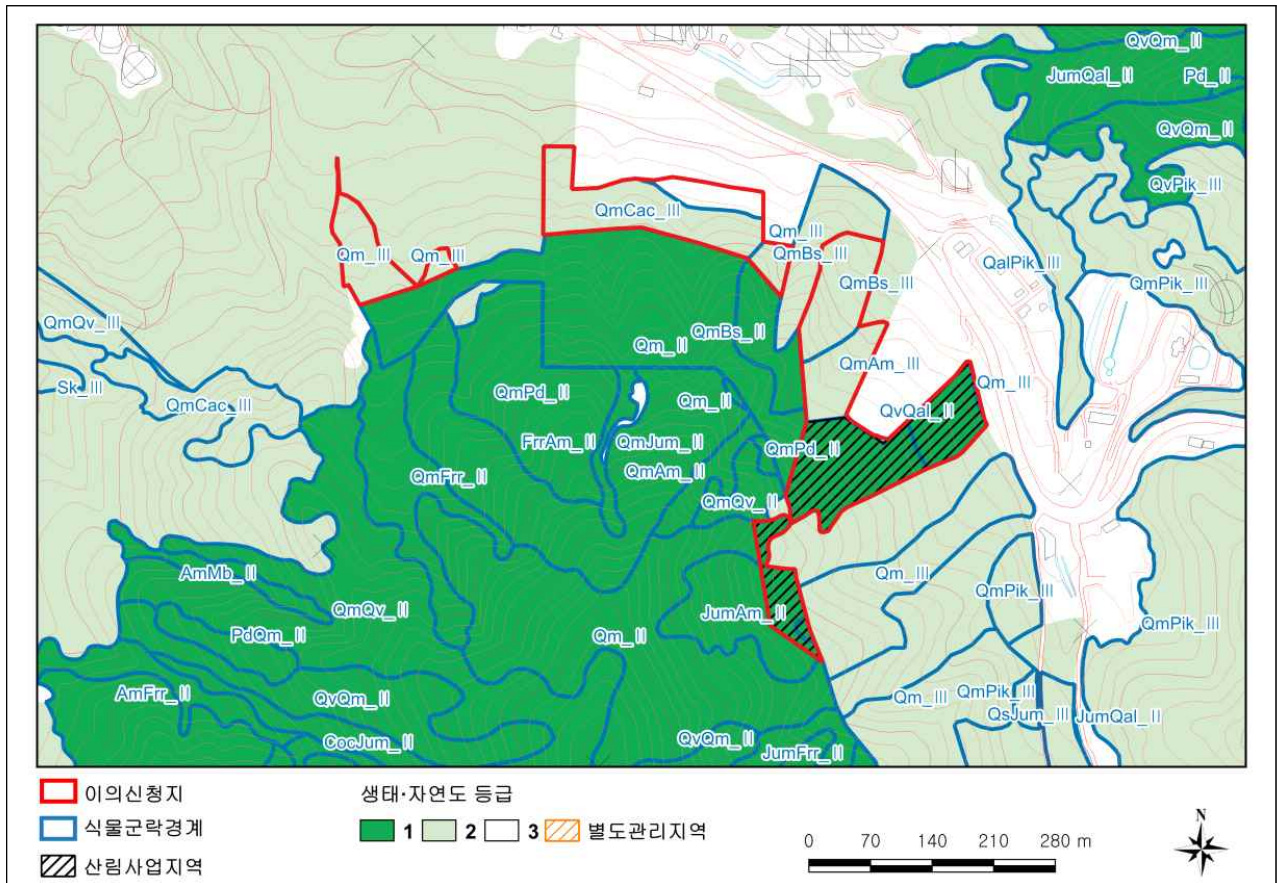 QvQm_Ⅱ
JumQal_Ⅱ
Pd_Ⅱ
QvQm_Ⅱ
QvPik_Ⅲ
QmCac_Ⅲ
Qm_Ⅲ
Qm_Ⅲ
Qm_Ⅲ
QmBs_Ⅲ
QalPik_Ⅲ
QmPik_Ⅲ
QmBs_Ⅲ
QmQv_Ⅲ
QmBs_Ⅱ
Qm_Ⅱ
QmAm_Ⅲ
Qm_Ⅲ
Sk_Ⅲ
QmPd_Ⅱ
QmCac_Ⅲ
Qm_Ⅱ
QvQal_Ⅱ
FrrAm_Ⅱ
QmJum_Ⅱ
QmPd_Ⅱ
QmFrr_Ⅱ
QmAm_Ⅱ
QmQv_Ⅱ
AmMb_Ⅱ
Qm_Ⅲ
QmPik_Ⅲ
QmQv_Ⅱ
JumAm_Ⅱ
PdQm_Ⅱ
Qm_Ⅱ
QmPik_Ⅲ
AmFrr_Ⅱ
QvQm_Ⅱ
Qm_Ⅲ
QmPik_Ⅲ
QsJum_Ⅲ
JumQal_Ⅱ
CocJum_Ⅱ
QvQm_Ⅱ
JumFrr_Ⅱ
이의신청지
식물군락경계
산림사업지역
생태·자연도 등급
1 2 3 별도관리지역
0 70 140 210 280 m
N